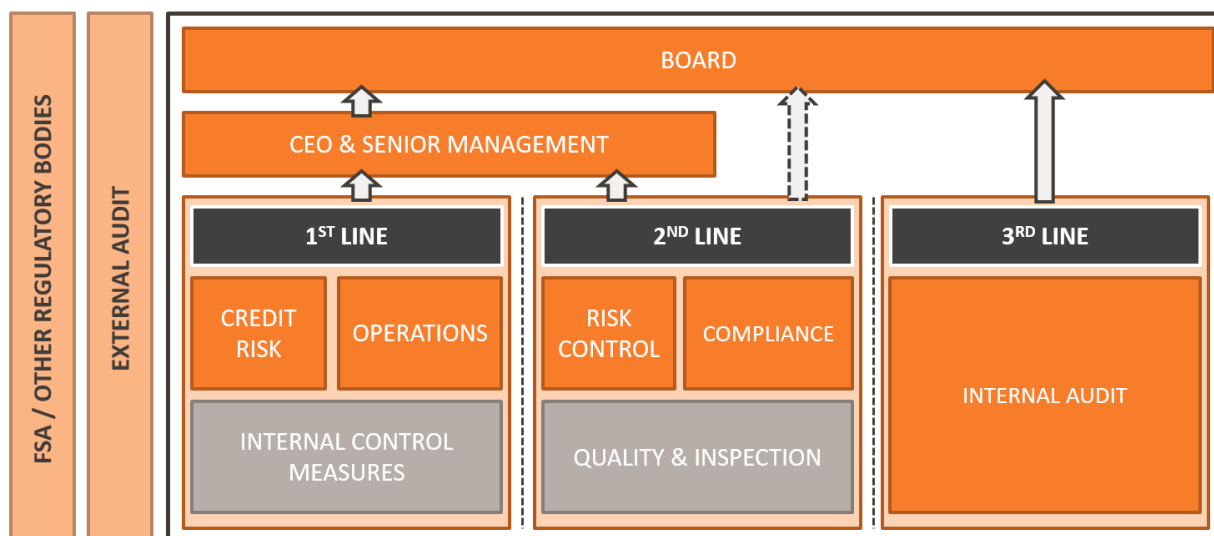 FSA / OTHER REGULATORY BODIES
EXTERNAL AUDIT
BOARD
CEO & SENIOR MANAGEMENT
1ST LINE
CREDIT
RISK
OPERATIONS
INTERNAL CONTROL
MEASURES
2ND LINE
RISK
CONTROL
COMPLIANCE
QUALITY & INSPECTION
3RD LINE
INTERNAL AUDIT